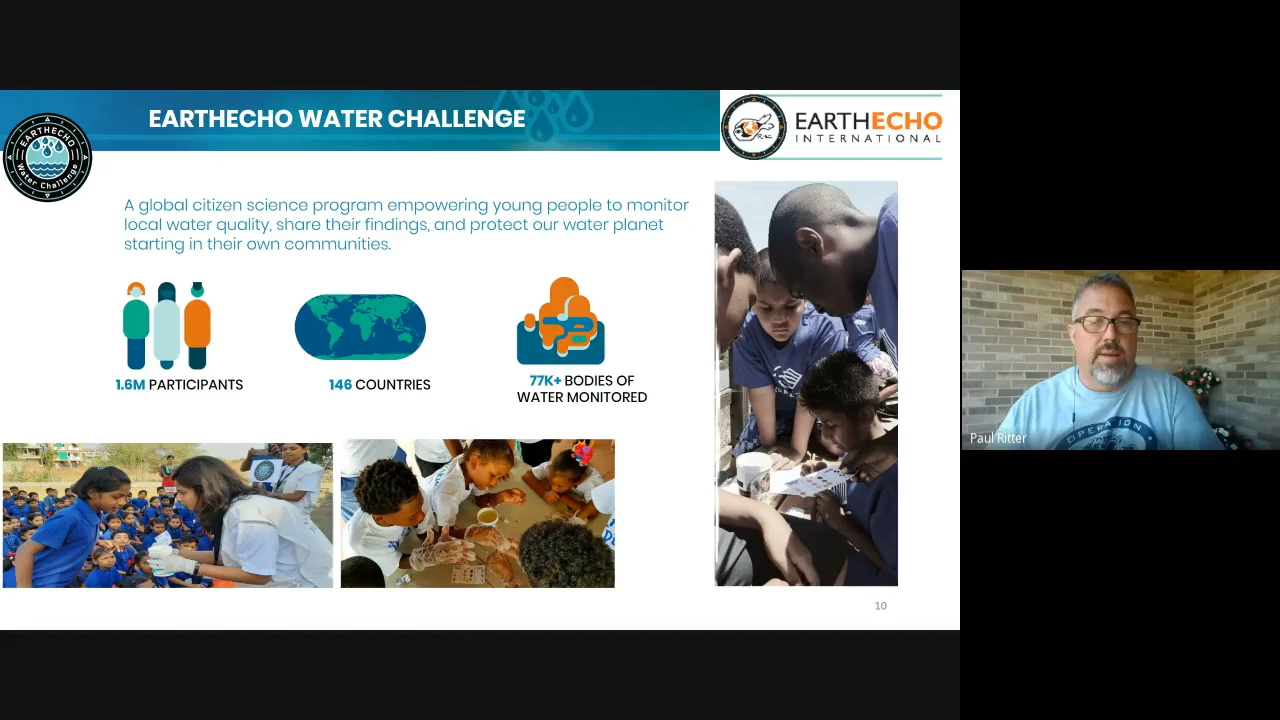 EARTHECHO WATER CHALLENGE
EARTHECHO
INTERNATIONAL
EARTHECHO
Water Challenge
A global citizen science program empowering young people to monitor
local water quality, share their findings, and protect our water planet
starting in their own communities.
1.6M PARTICIPANTS
146 COUNTRIES
77K+ BODIES OF
WATER MONITORED
10
Paul Ritter
OPERATION